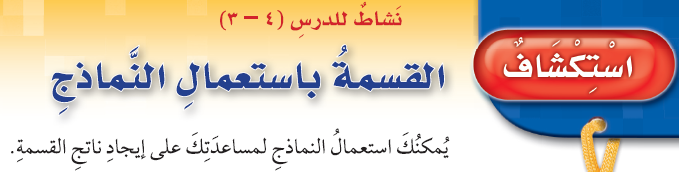 نَشاطٌ للدرسِ (٤ – ٣)
اسْتِكْشَافٌ
القسمةُ باستعمالِ النَّماذجِ
يُمكنُكَ استعمالُ النماذجِ لمساعدَتِكَ على إيجادِ ناتجِ القسمةِ.